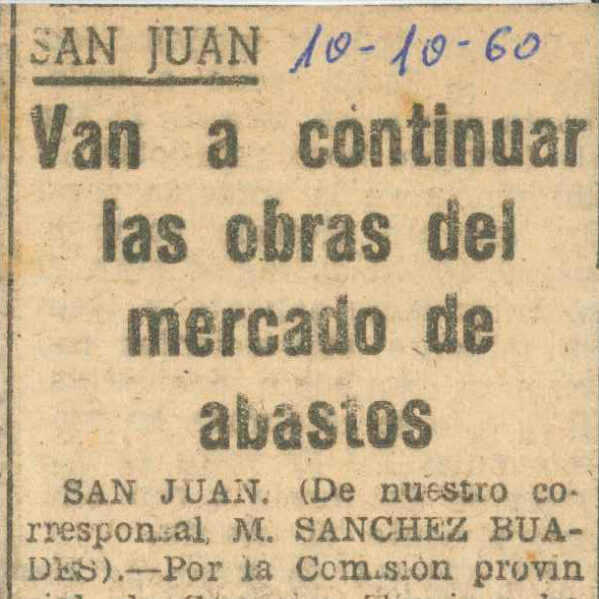 SAN JUAN 10-10-60
Van a continuar
las obras del
mercado de
abastos
SAN JUAN. (De nuestro co-
rresponsal, M. SANCHEZ BUA-
DES).—Por la Comisión provin